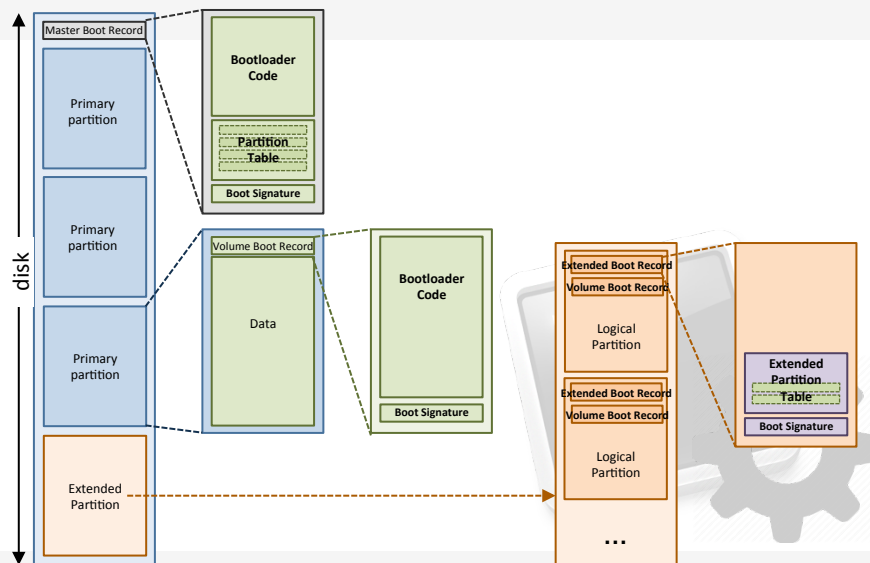 disk
Master Boot Record
Primary
partition
Primary
partition
Primary
partition
Extended
Partition
Bootloader
Code
Partition
Table
Boot Signature
Volume Boot Record
Data
Bootloader
Code
Boot Signature
Extended Boot Record
Volume Boot Record
Logical
Partition
Extended Boot Record
Volume Boot Record
Logical
Partition
...
Extended
Partition
Table
Boot Signature